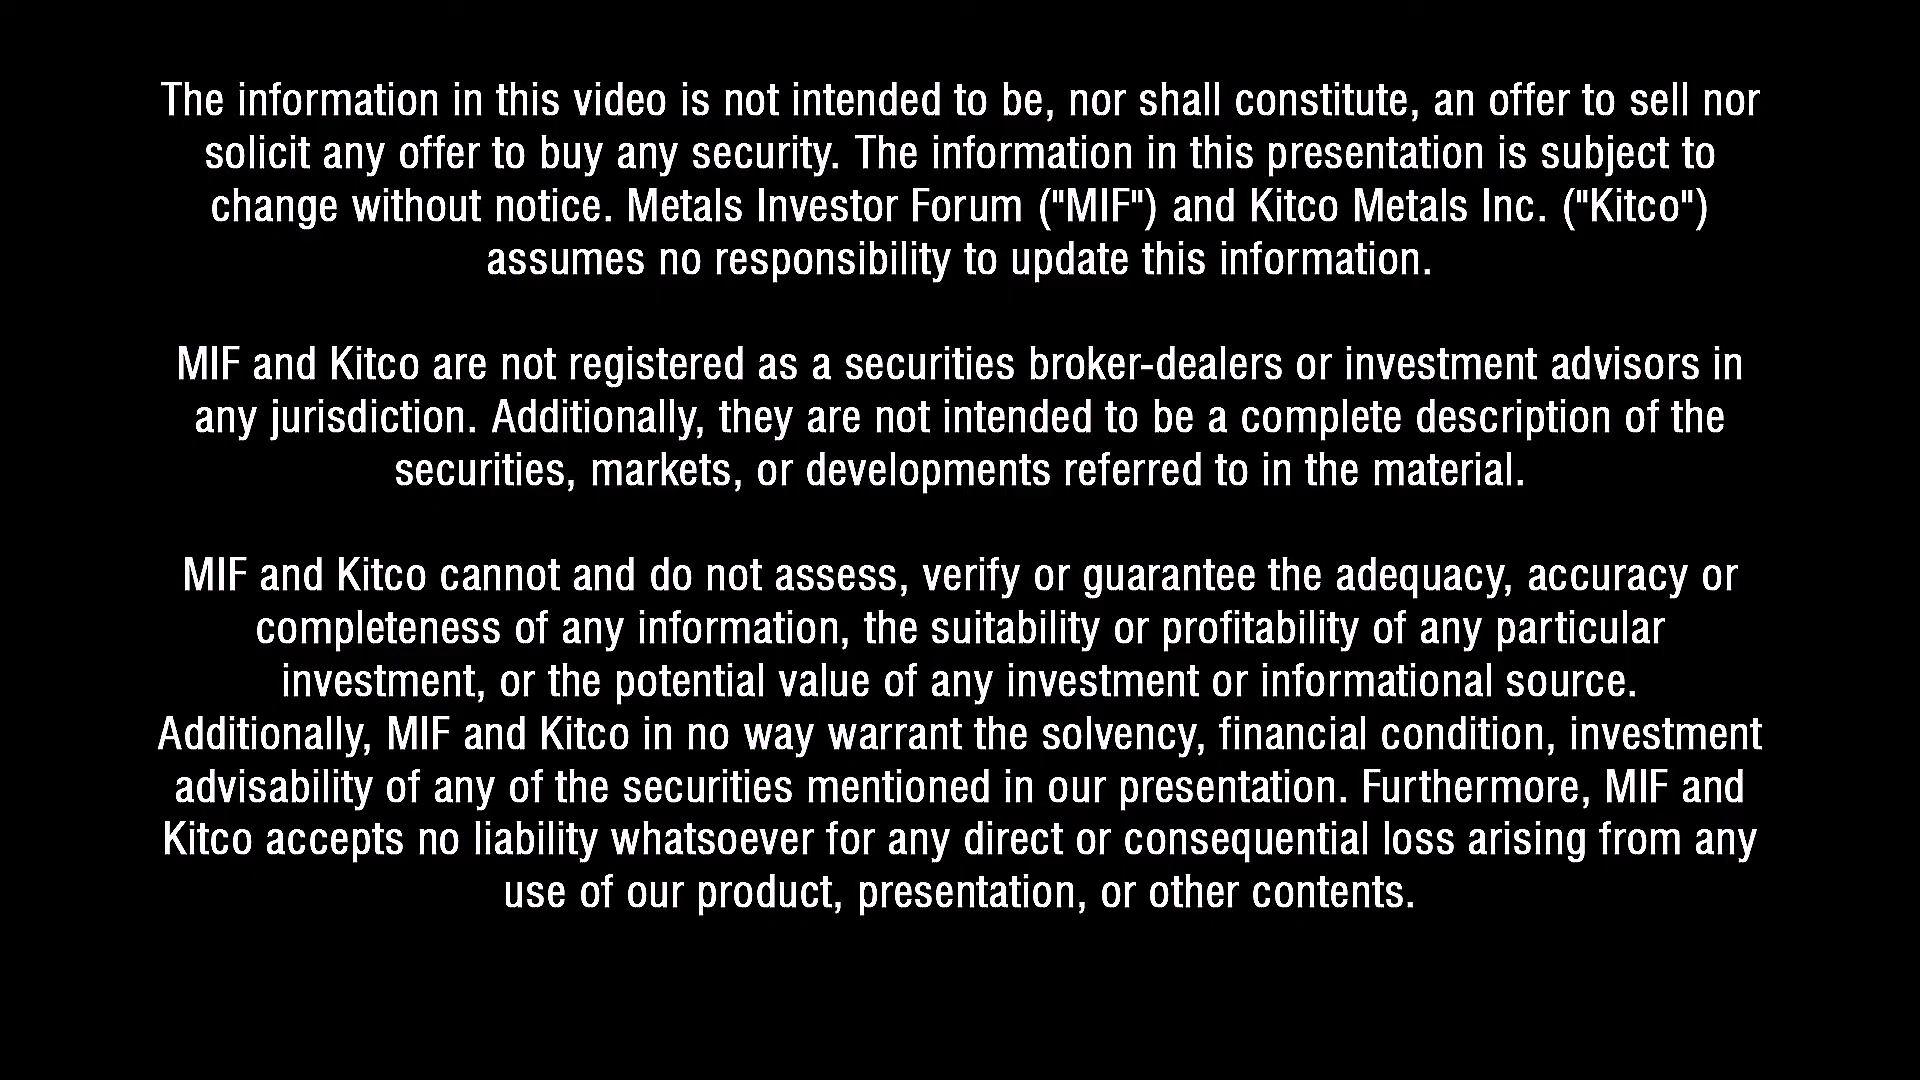 The information in this video is not intended to be, nor shall constitute, an offer to sell nor
solicit any offer to buy any security. The information in this presentation is subject to
change without notice. Metals Investor Forum ("MIF") and Kitco Metals Inc. ("Kitco")
assumes no responsibility to update this information.
MIF and Kitco are not registered as a securities broker-dealers or investment advisors in
any jurisdiction. Additionally, they are not intended to be a complete description of the
securities, markets, or developments referred to in the material.
MIF and Kitco cannot and do not assess, verify or guarantee the adequacy, accuracy or
completeness of any information, the suitability or profitability of any particular
investment, or the potential value of any investment or informational source.
Additionally, MIF and Kitco in no way warrant the solvency, financial condition, investment
advisability of any of the securities mentioned in our presentation. Furthermore, MIF and
Kitco accepts no liability whatsoever for any direct or consequential loss arising from any
use of our product, presentation, or other contents.